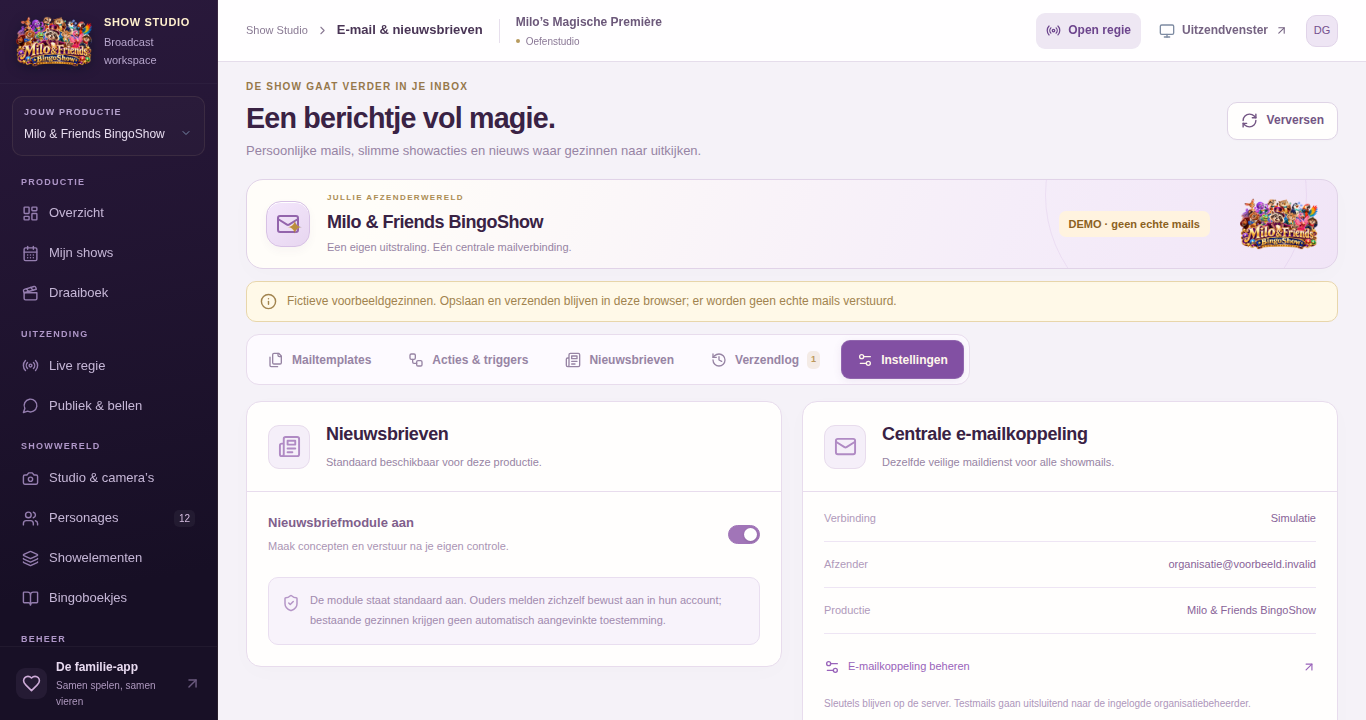 Milo & Friends
BingoShow
SHOW STUDIO
Broadcast
workspace
JOUW PRODUCTIE
Milo & Friends BingoShow
PRODUCTIE
Overzicht
Mijn shows
Draaiboek
UITZENDING
Live regie
Publiek & bellen
SHOWWERELD
Studio & camera's
Personages
12
Showelementen
Bingoboekjes
BEHEER
De familie-app
Samen spelen, samen
vieren
Show Studio
E-mail & nieuwsbrieven
Milo’s Magische Première
Oefenstudio
Open regie
Uitzendvenster
DG
DE SHOW GAAT VERDER IN JE INBOX
Een berichtje vol magie.
Persoonlijke mails, slimme showacties en nieuws waar gezinnen naar uitkijken.
Verversen
JULLIE AFZENDERWERELD
Milo & Friends BingoShow
Een eigen uitstraling. Eén centrale mailverbinding.
DEMO · geen echte mails
Milo & Friends
BingoShow
Fictieve voorbeeldgezinnen. Opslaan en verzenden blijven in deze browser; er worden geen echte mails verstuurd.
Mailtemplates
Acties & triggers
Nieuwsbrieven
Verzendlog
1
Instellingen
Nieuwsbrieven
Standaard beschikbaar voor deze productie.
Nieuwsbriefmodule aan
Maak concepten en verstuur na je eigen controle.
De module staat standaard aan. Ouders melden zichzelf bewust aan in hun account;
bestaande gezinnen krijgen geen automatisch aangevinkte toestemming.
Centrale e-mailkoppeling
Dezelfde veilige maildienst voor alle showmails.
Verbinding
Simulatie
Afzender
organisatie@voorbeeld.invalid
Productie
Milo & Friends BingoShow
E-mailkoppeling beheren
Sleutels blijven op de server. Testmails gaan uitsluitend naar de ingelogde organisatiebeheerder.